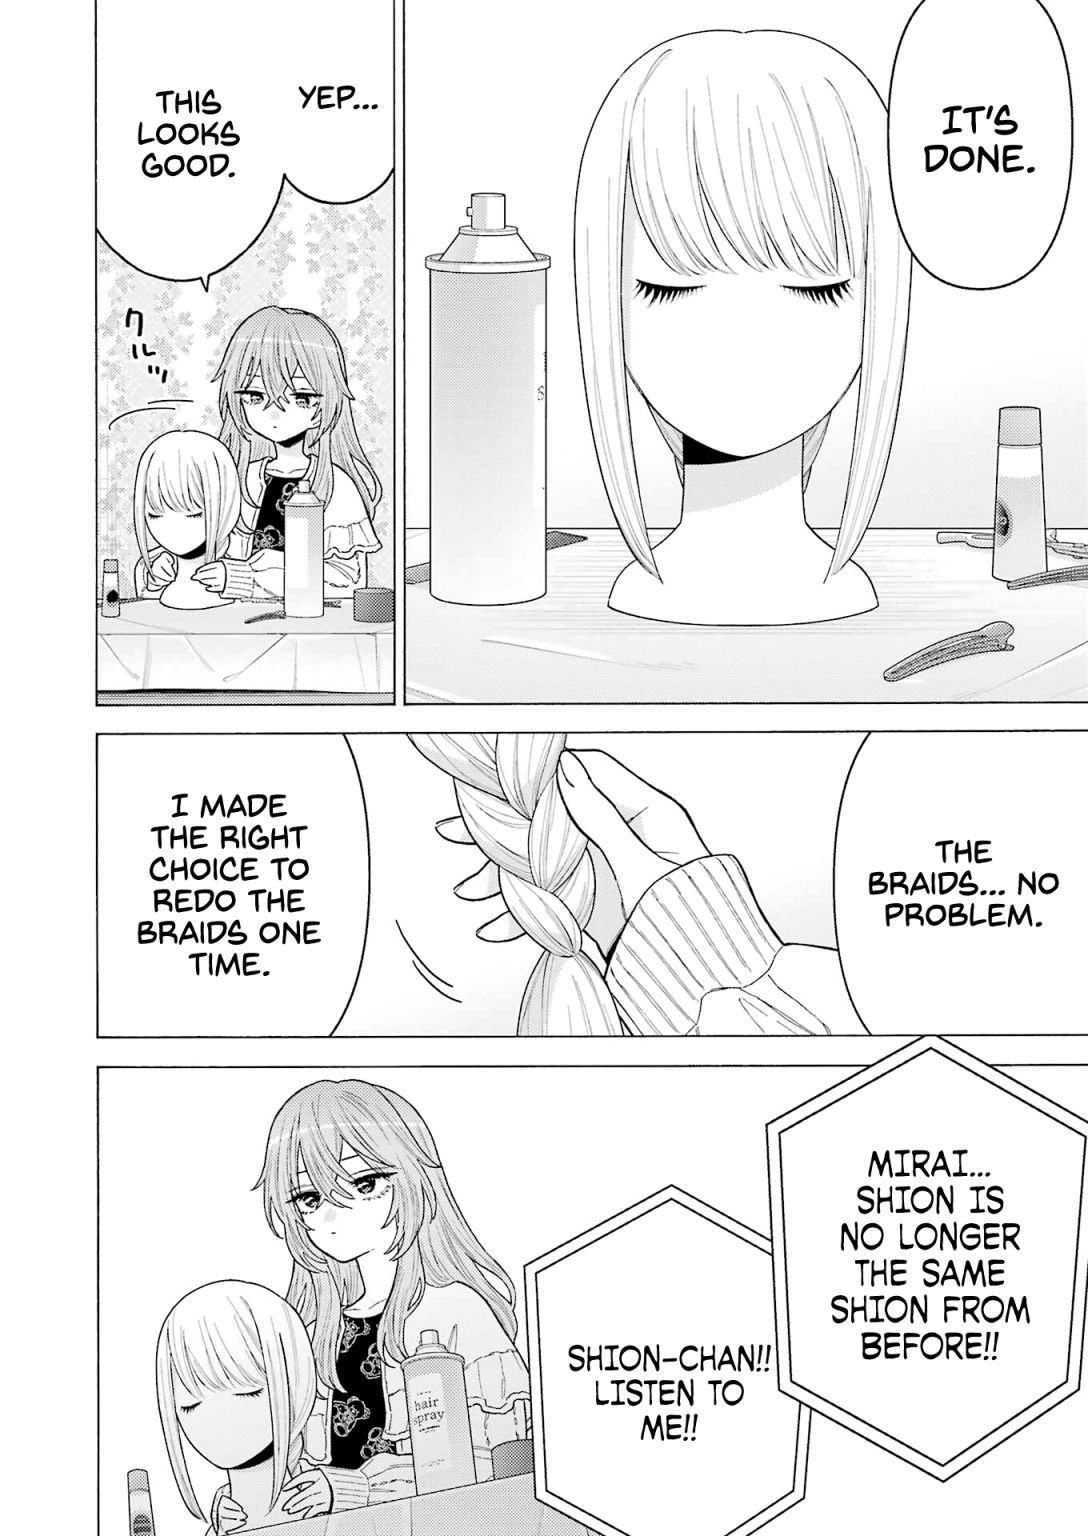 IT'S
DONE.
YEP...
THIS
LOOKS
GOOD.
クルッ
THE
BRAIDS... NO
PROBLEM.
I MADE
THE RIGHT
CHOICE TO
REDO THE
BRAIDS ONE
TIME.
MIRAI...
SHION IS
NO LONGER
THE SAME
SHION FROM
BEFORE!!
SHION-CHAN!!
LISTEN TO
ME!!
hair
spray